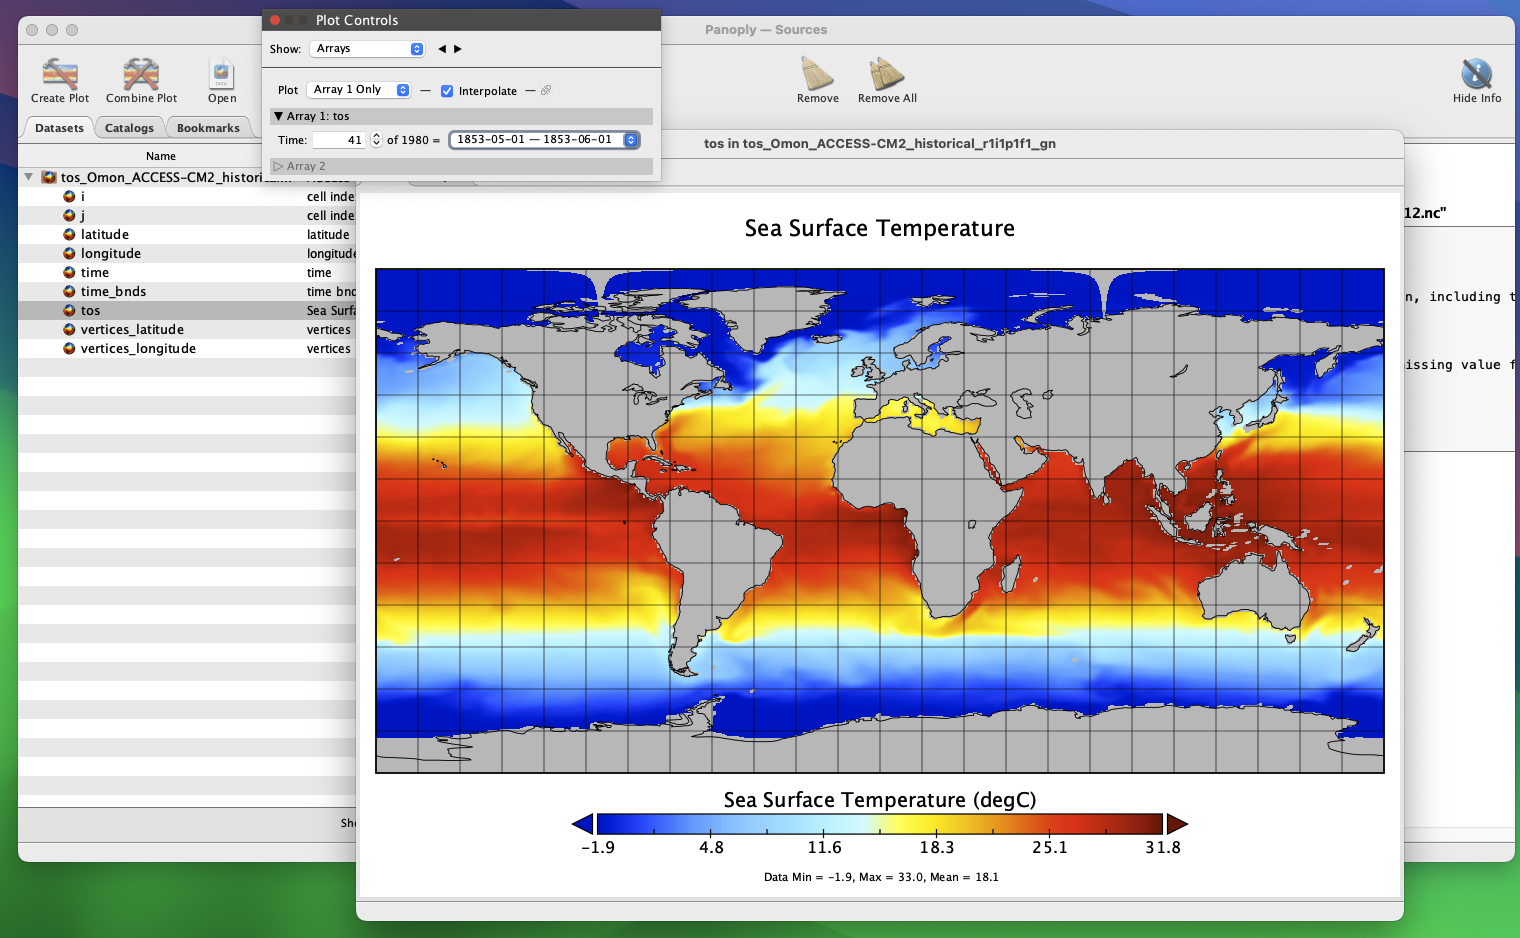 Plot Controls
Panoply — Sources
Show: Arrays
Create Plot
Combine Plot
Open
Remove
Remove All
Hide Info
Plot Array 1 Only — Interpolate —
Array 1: tos
Time: 41 of 1980 = 1853-05-01 — 1853-06-01
Array 2
Datasets
Catalogs
Bookmarks
tos in tos_Omon_ACCESS-CM2_historical_r1i1p1f1_gn
Name
tos_Omon_ACCESS-CM2_historical...
i cell inde
j cell inde
latitude latitude
longitude longitude
time time
time_bnds time bnd
tos Sea Surfa
vertices_latitude vertices
vertices_longitude vertices
12.nc"
n, including t
issing value f
Sho
Sea Surface Temperature
Sea Surface Temperature (degC)
-1.9 4.8 11.6 18.3 25.1 31.8
Data Min = -1.9, Max = 33.0, Mean = 18.1